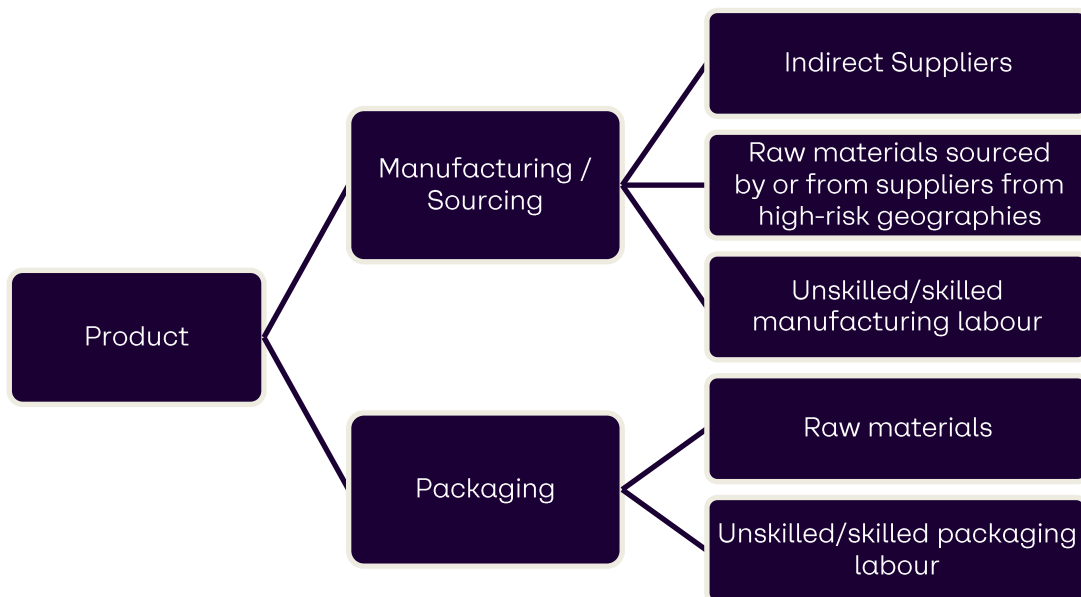 Product
Manufacturing /
Sourcing
Packaging
Indirect Suppliers
Raw materials sourced
by or from suppliers from
high-risk geographies
Unskilled/skilled
manufacturing labour
Raw materials
Unskilled/skilled packaging
labour